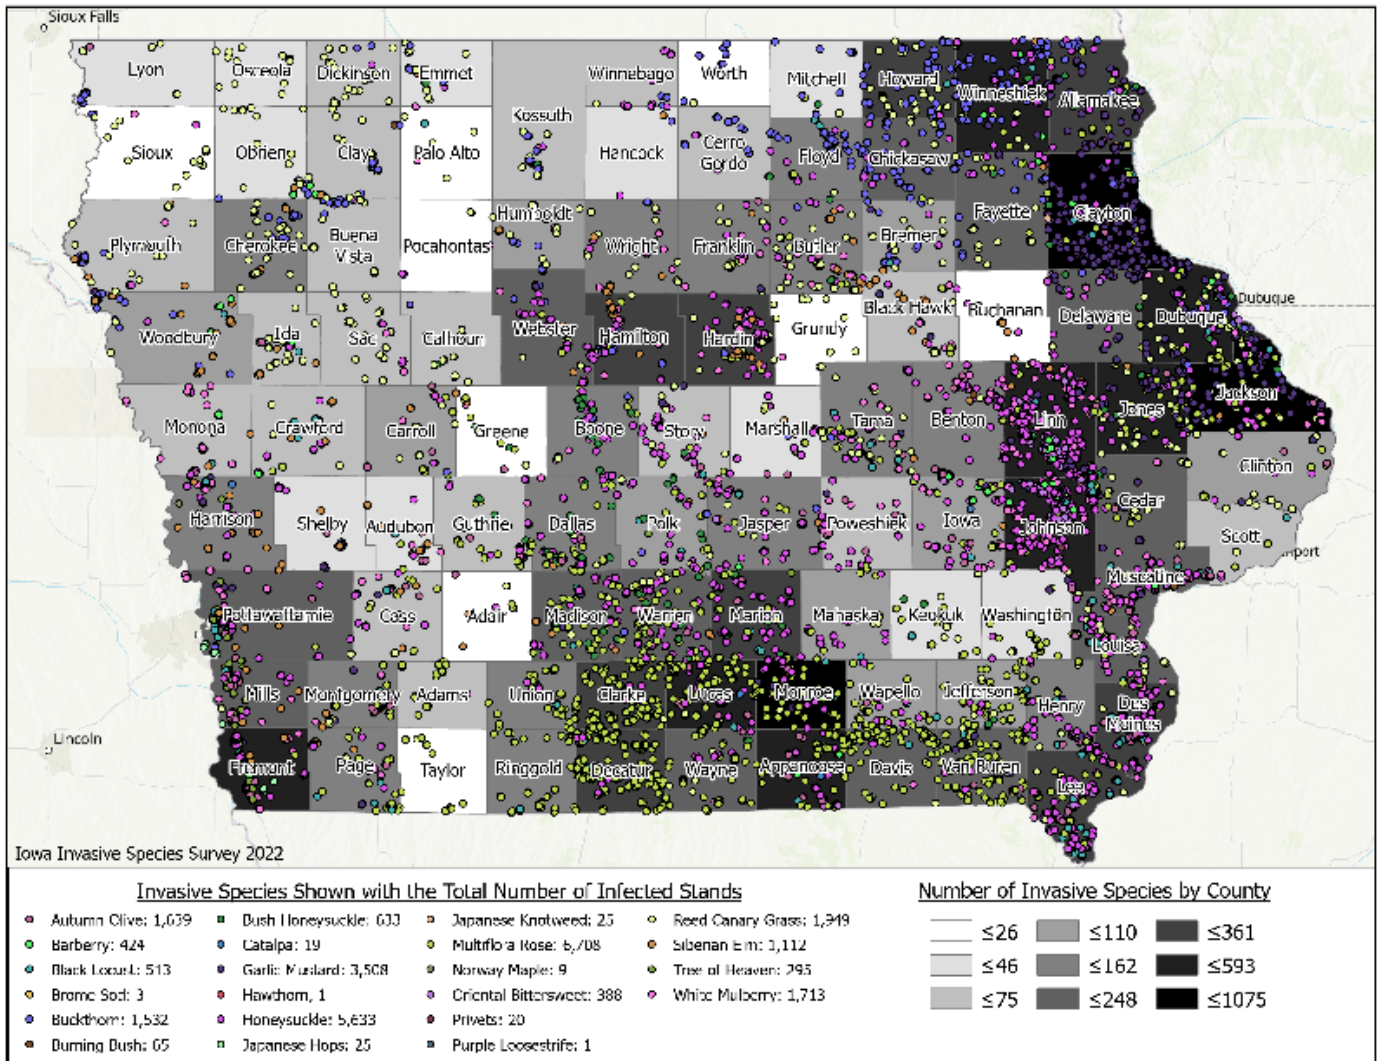 Sioux Falls
Lyon
Osceola
Dickinson
Emmet
Winnebago
Worth
Mitchell
Howard
Winneshiek
Allamakee
Kossuth
Sioux
Obrien
Clay
Palo Alto
Hancock
Cerro
Gordo
Floyd
Chickasaw
Fayette
Clayton
Plymouth
Cherokee
Buena
Vista
Pocahontas
Humboldt
Wright
Franklin
Butler
Bremer
Woodbury
Ida
Sac
Calhoun
Webster
Hamilton
Hardin
Grundy
Black Hawk
Buchanan
Delaware
Dubuque
Dubuque
Monona
Crawford
Carroll
Greene
Boone
Story
Marshall
Tama
Benton
Linn
Jones
Jackson
Harrison
Shelby
Audubon
Guthrie
Dallas
Polk
Jasper
Poweshiek
Iowa
Johnson
Cedar
Clinton
Scott
Muscatine
Pottawattamie
Cass
Adair
Madison
Warren
Marion
Mahaska
Keokuk
Washington
Louisa
Mills
Montgomery
Adams
Union
Clarke
Lucas
Monroe
Wapello
Jefferson
Henry
Des
Moines
Lincoln
Fremont
Page
Taylor
Ringgold
Decatur
Wayne
Appanoose
Davis
Van Buren
Lee
Iowa Invasive Species Survey 2022
Invasive Species Shown with the Total Number of Infected Stands
Autumn Olive: 1,639
Barberry: 424
Black Locust: 513
Brome Sod: 3
Buckthorn: 1,532
Burning Bush: 65
Bush Honeysuckle: 633
Catalpa: 19
Garlic Mustard: 3,508
Hawthorn, 1
Honeysuckle: 5,633
Japanese Hops: 25
Japanese Knotweed: 25
Multiflora Rose: 6,708
Norway Maple: 9
Oriental Bittersweet: 388
Privets: 20
Purple Loosestrife: 1
Reed Canary Grass: 1,949
Siberian Elm: 1,112
Tree of Heaven: 295
White Mulberry: 1,713
Number of Invasive Species by County
≤26
≤46
≤75
≤110
≤162
≤248
≤361
≤593
≤1075